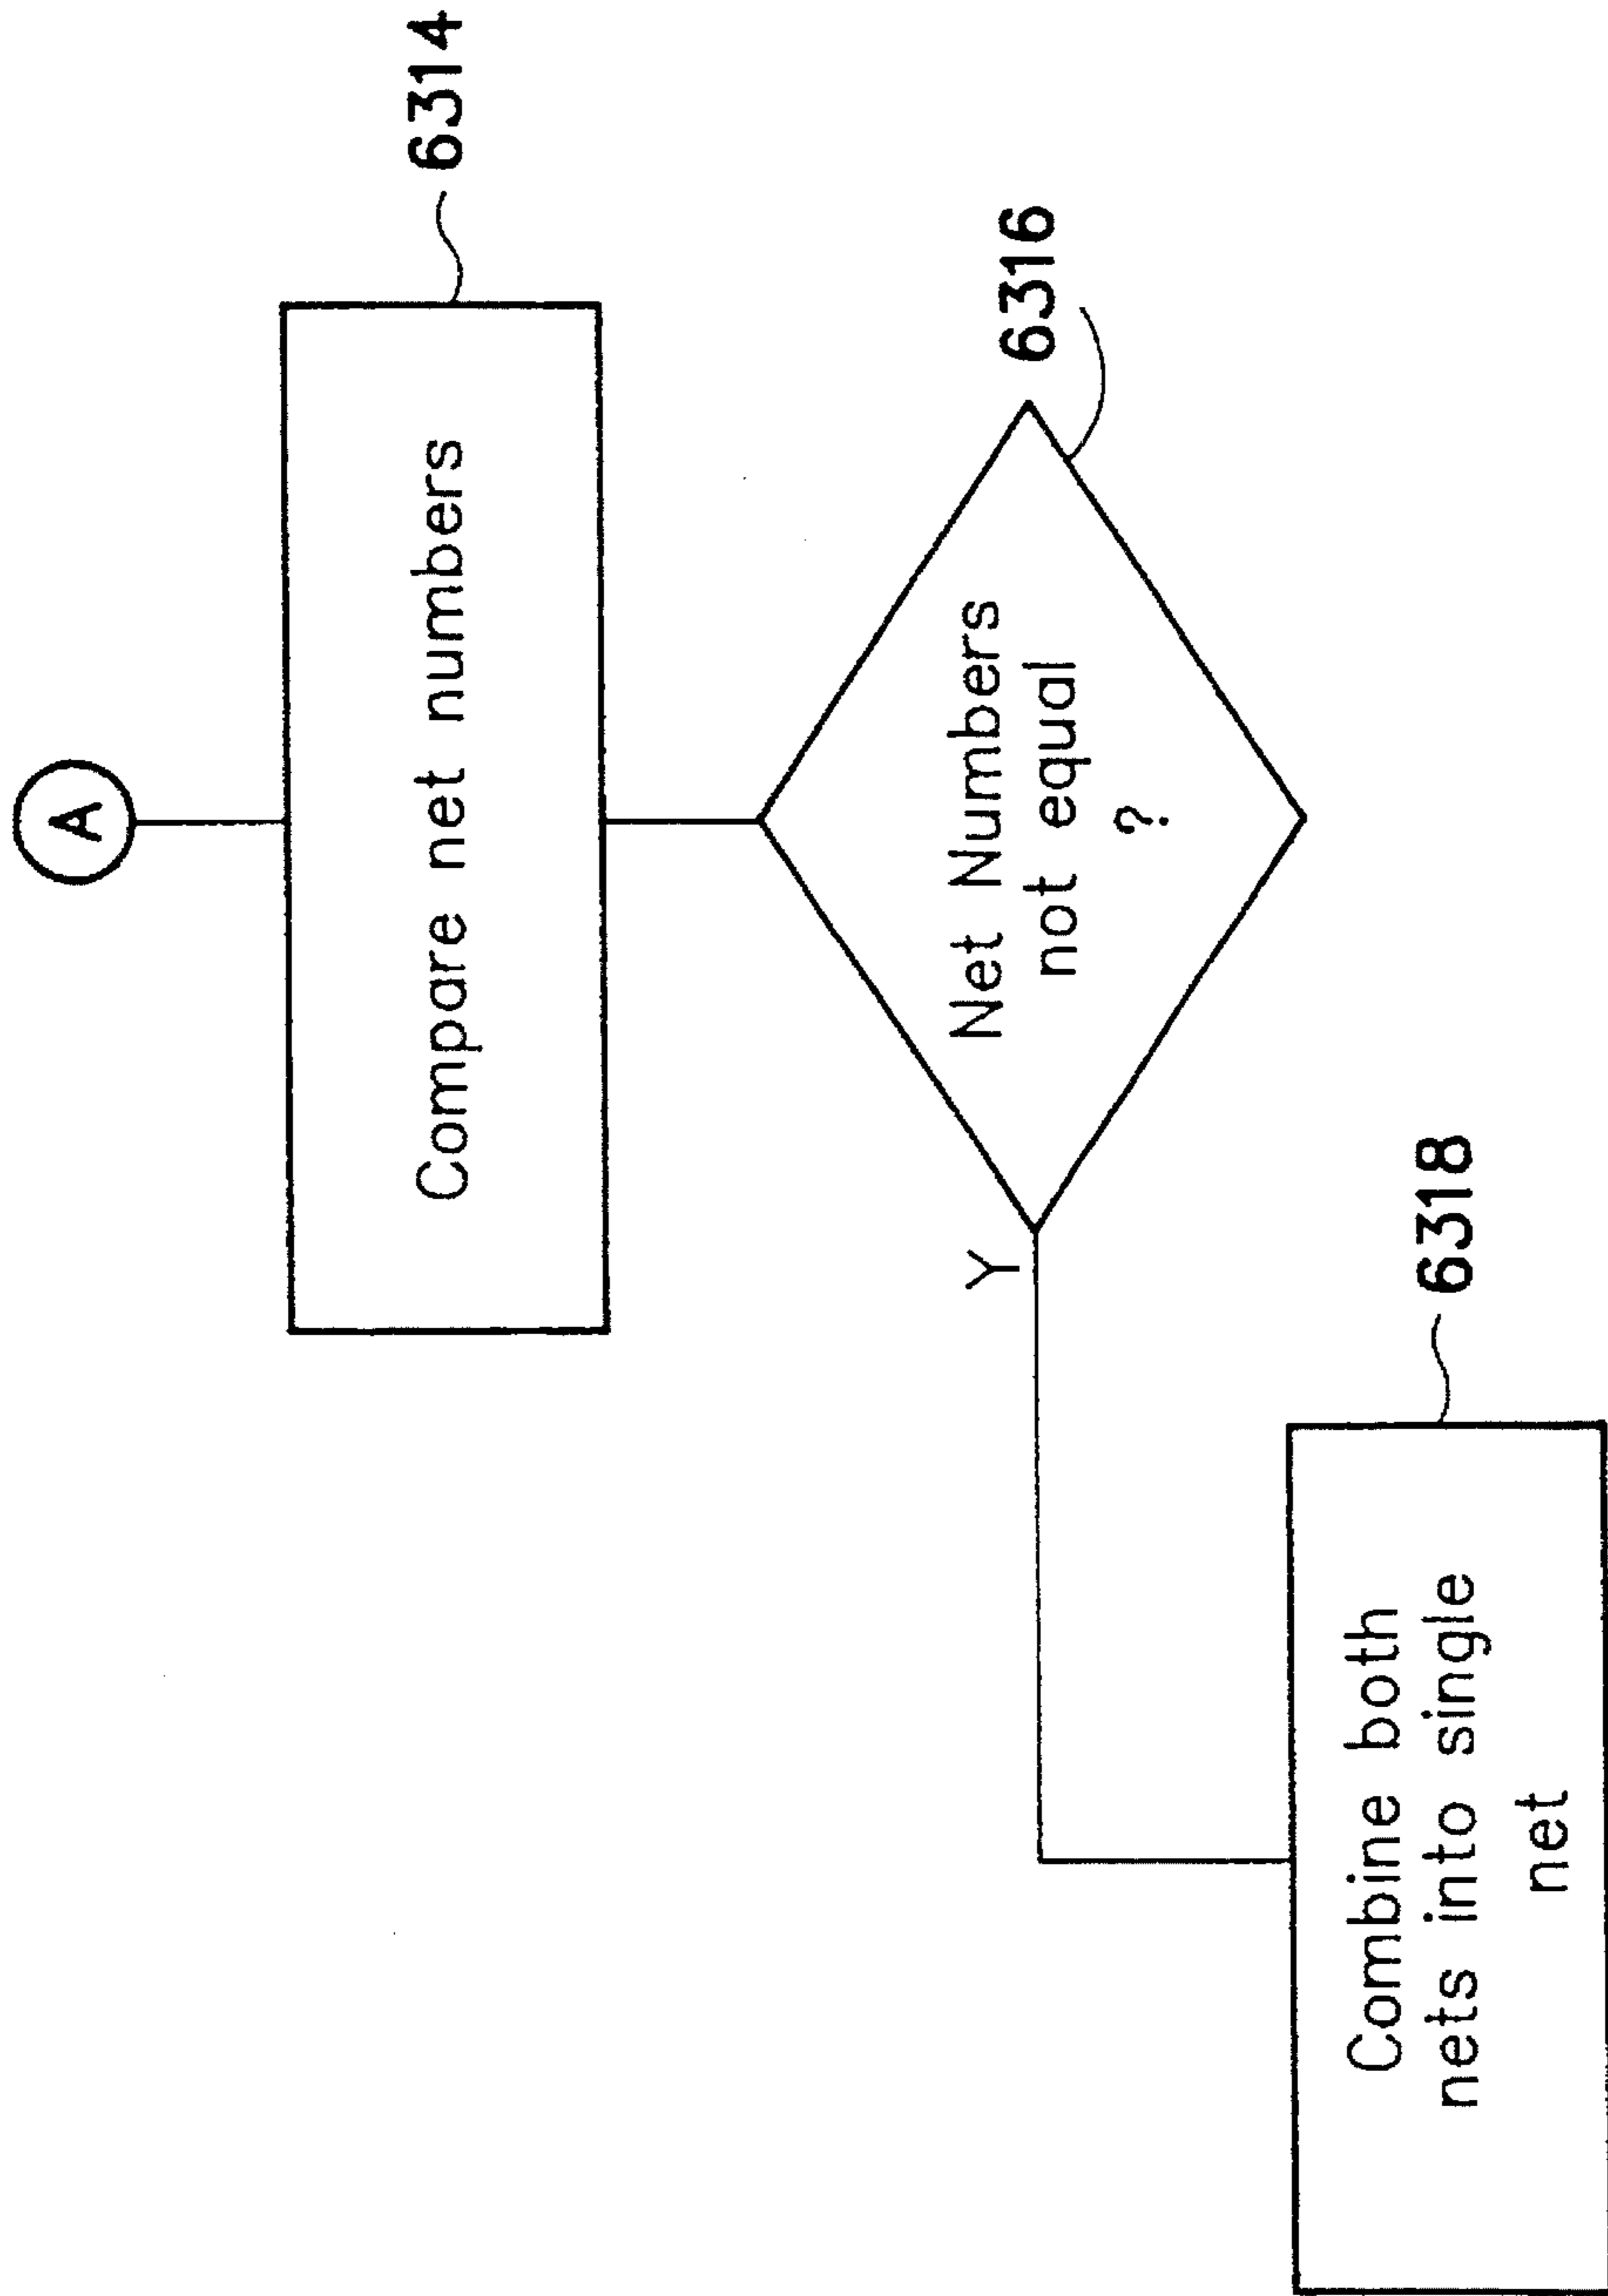 A
Compare net numbers
6314
Net Numbers
not equal
?
6316
Y
Combine both
nets into single
net
6318